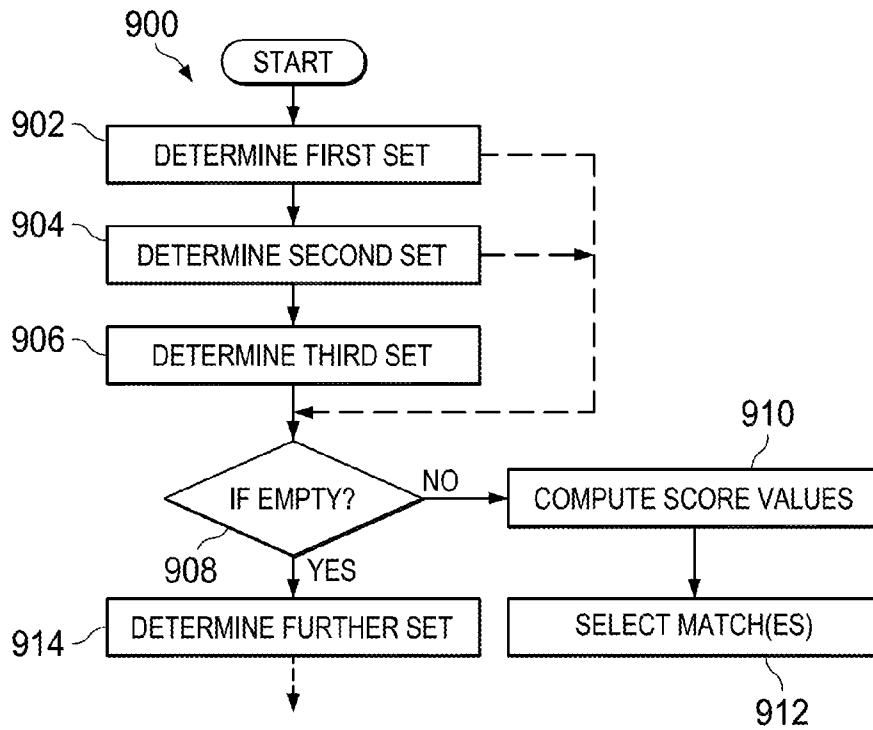 900
START
902
DETERMINE FIRST SET
904
DETERMINE SECOND SET
906
DETERMINE THIRD SET
910
IF EMPTY?
NO
COMPUTE SCORE VALUES
908
YES
914
DETERMINE FURTHER SET
SELECT MATCH(ES)
912